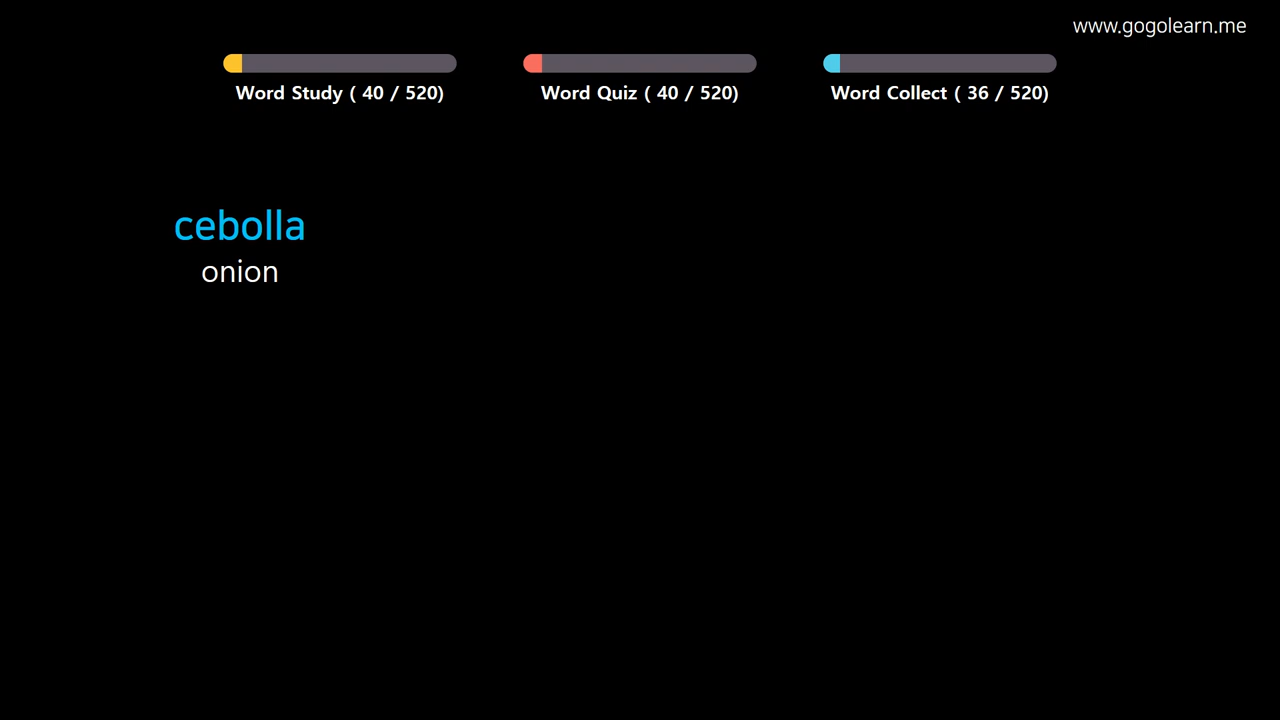 www.gogolearn.me
Word Study ( 40 / 520)
Word Quiz ( 40 / 520)
Word Collect ( 36 / 520)
cebolla
onion